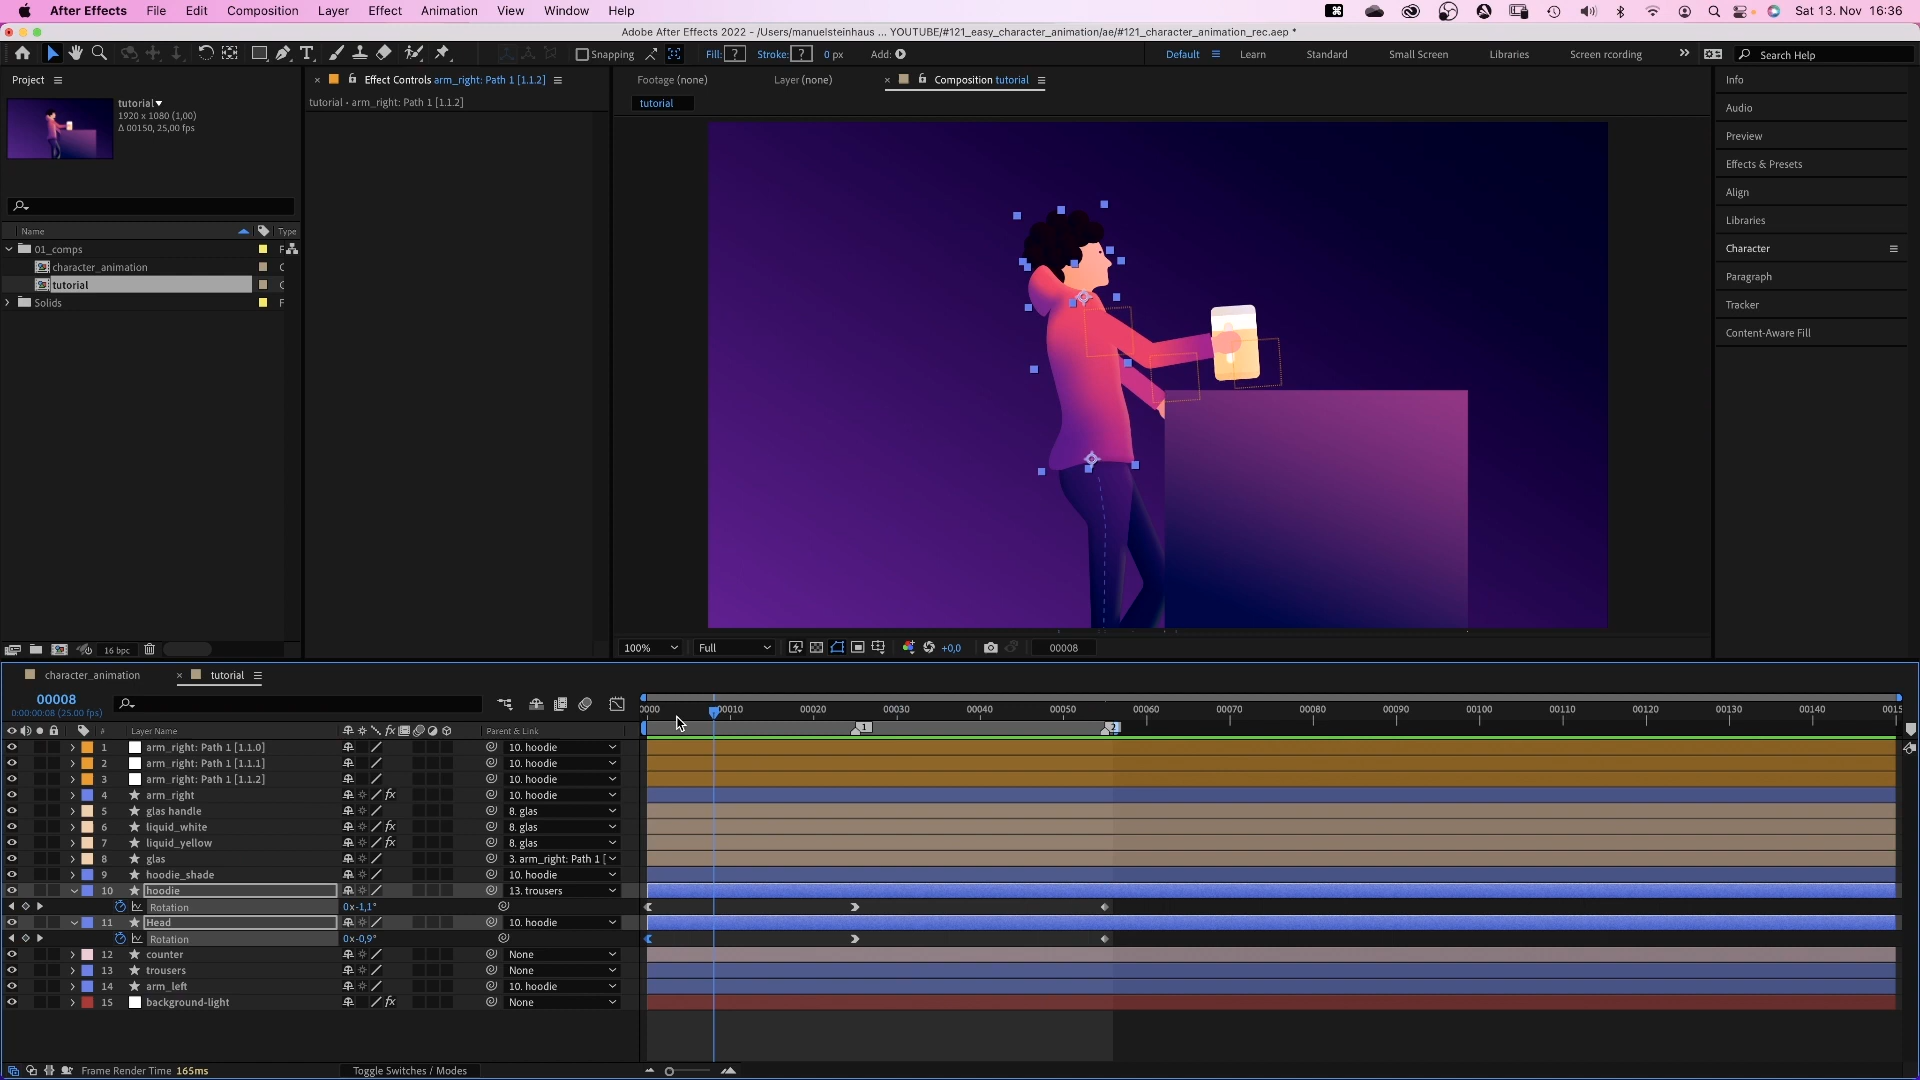 After Effects File Edit Composition Layer Effect Animation View Window Help Sat 13. Nov 16:36
Adobe After Effects 2022 - /Users/manuelsteinhaus ... YOUTUBE/#121_easy_character_animation/ae/#121_character_animation_rec.aep *
Snapping Fill: ? Stroke: ? 0 px Add: Default Learn Standard Small Screen Libraries Screen rcording Search Help
Project Effect Controls arm_right: Path 1 [1.1.2] Footage (none) Layer (none) Composition tutorial Info
tutorial
1920 x 1080 (1,00)
Δ 00150, 25,00 fps
tutorial • arm_right: Path 1 [1.1.2]
tutorial
Audio
Preview
Effects & Presets
Align
Libraries
Character
Paragraph
Tracker
Content-Aware Fill
Name Type
01_comps F
character_animation C
tutorial C
Solids F
16 bpc
100% Full +0,0 00008
character_animation tutorial
00008
0:00:00:08 (25.00 fps)
0000 00010 00020 00030 00040 00050 00060 00070 00080 00090 00100 00110 00120 00130 00140 0015
1 2
# Layer Name fx Parent & Link
1 arm_right: Path 1 [1.1.0] 10. hoodie
2 arm_right: Path 1 [1.1.1] 10. hoodie
3 arm_right: Path 1 [1.1.2] 10. hoodie
4 arm_right fx 10. hoodie
5 glas handle 8. glas
6 liquid_white fx 8. glas
7 liquid_yellow fx 8. glas
8 glas 3. arm_right: Path 1 [
9 hoodie_shade 10. hoodie
10 hoodie 13. trousers
Rotation 0x-1,1°
11 Head 10. hoodie
Rotation 0x-0,9°
12 counter None
13 trousers None
14 arm_left 10. hoodie
15 background-light fx None
Frame Render Time 165ms Toggle Switches / Modes